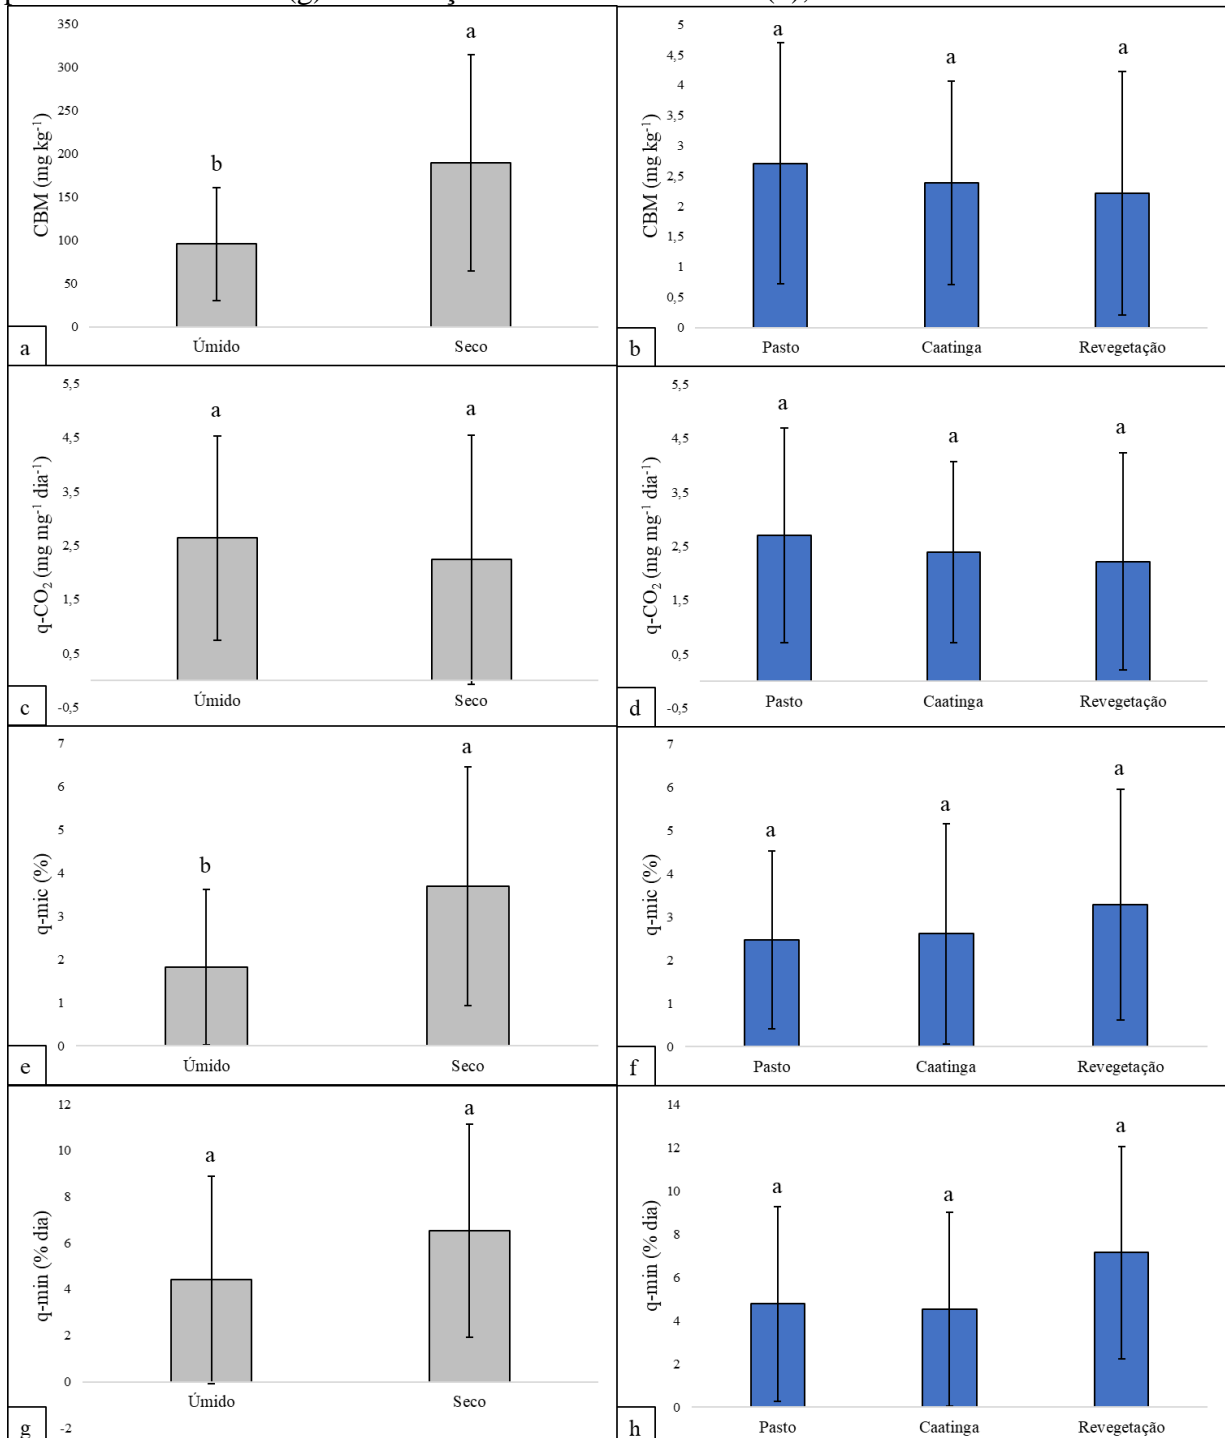 (g)
350
300
250
200
150
100
50
0
CBM (mg kg⁻¹)
b
a
Úmido Seco
a
5
4,5
4
3,5
3
2,5
2
1,5
1
0,5
0
CBM (mg kg⁻¹)
a a a
Pasto Caatinga Revegetação
b
5,5
4,5
3,5
2,5
1,5
0,5
-0,5
q-CO₂ (mg mg⁻¹ dia⁻¹)
a a
Úmido Seco
c
5,5
4,5
3,5
2,5
1,5
0,5
-0,5
q-CO₂ (mg mg⁻¹ dia⁻¹)
a a a
Pasto Caatinga Revegetação
d
7
6
5
4
3
2
1
0
q-mic (%)
b a
Úmido Seco
e
7
6
5
4
3
2
1
0
q-mic (%)
a a a
Pasto Caatinga Revegetação
f
12
10
8
6
4
2
0
-2
q-min (% dia)
a a
Úmido Seco
g
14
12
10
8
6
4
2
0
q-min (% dia)
a a a
Pasto Caatinga Revegetação
h